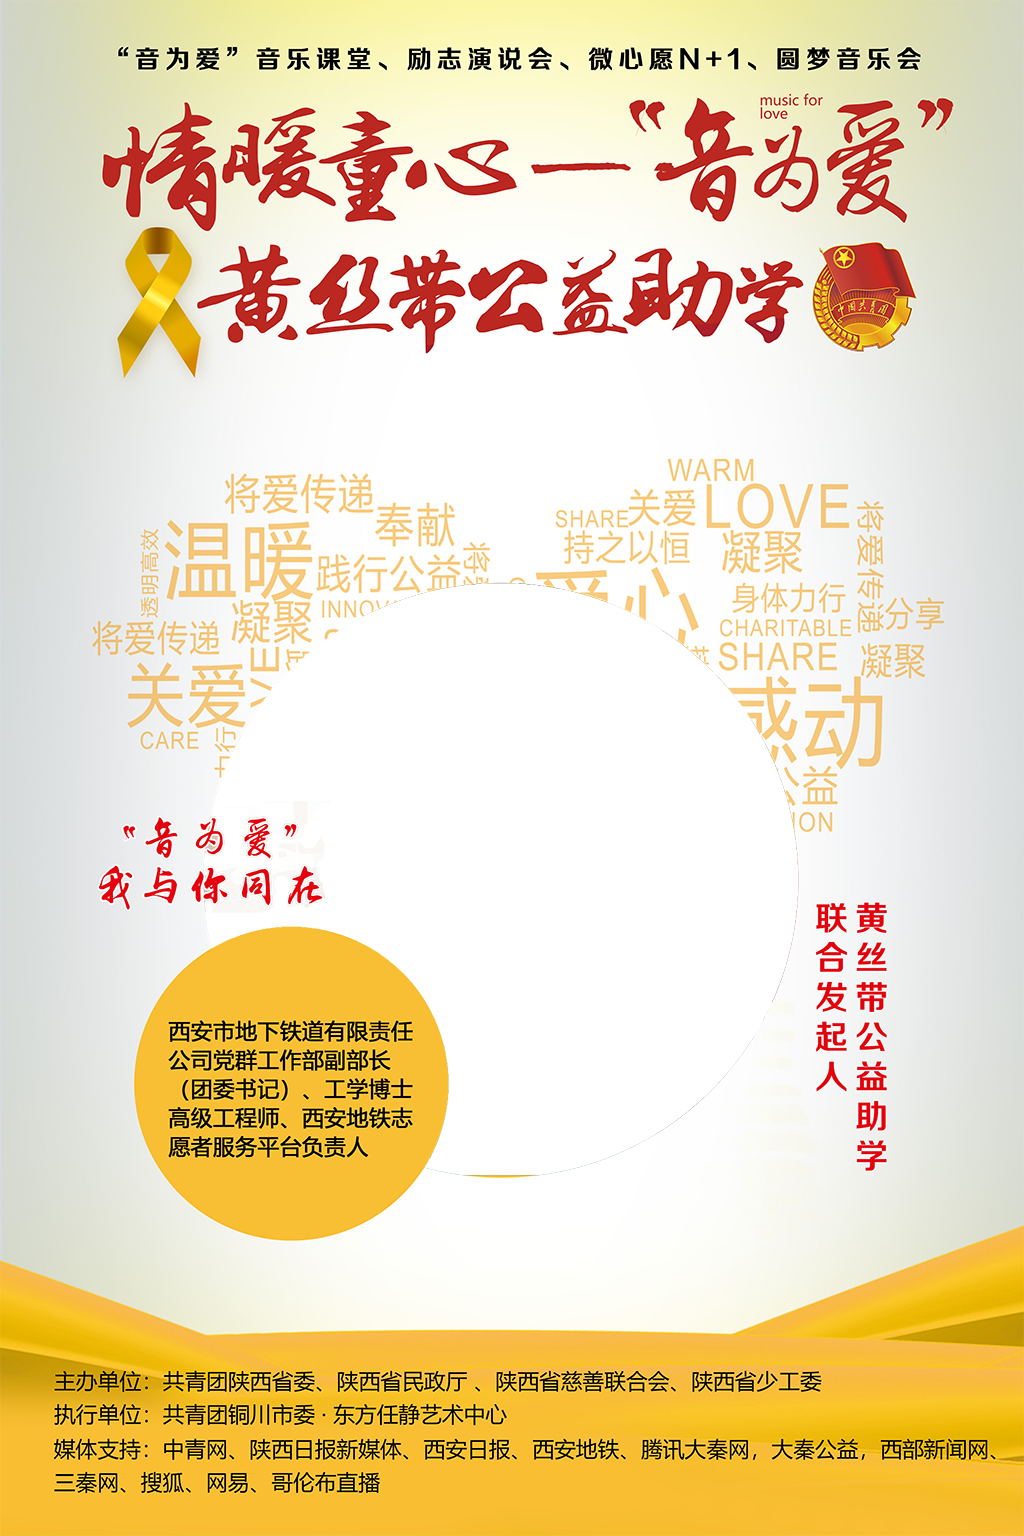 “音为爱”音乐课堂、励志演说会、微心愿N+1、圆梦音乐会
music for
love
情暖童心—“音为爱”
黄丝带公益助学
中国共青团
WARM
将爱传递
关爱
LOVE
奉献
SHARE
将爱传递
温暖
持之以恒
凝聚
透明高效
践行公益
爱心
身体力行
分享
凝聚
INNOV
CHARITABLE
将爱传递
SHARE
凝聚
关爱
感动
CARE
力行
公益
ION
“音为爱”
我与你同在
黄丝带公益助学
联合发起人
西安市地下铁道有限责任
公司党群工作部副部长
（团委书记）、工学博士
高级工程师、西安地铁志
愿者服务平台负责人
主办单位：共青团陕西省委、陕西省民政厅 、陕西省慈善联合会、陕西省少工委
执行单位：共青团铜川市委 · 东方任静艺术中心
媒体支持：中青网、陕西日报新媒体、西安日报、西安地铁、腾讯大秦网，大秦公益，西部新闻网、
三秦网、搜狐、网易、哥伦布直播